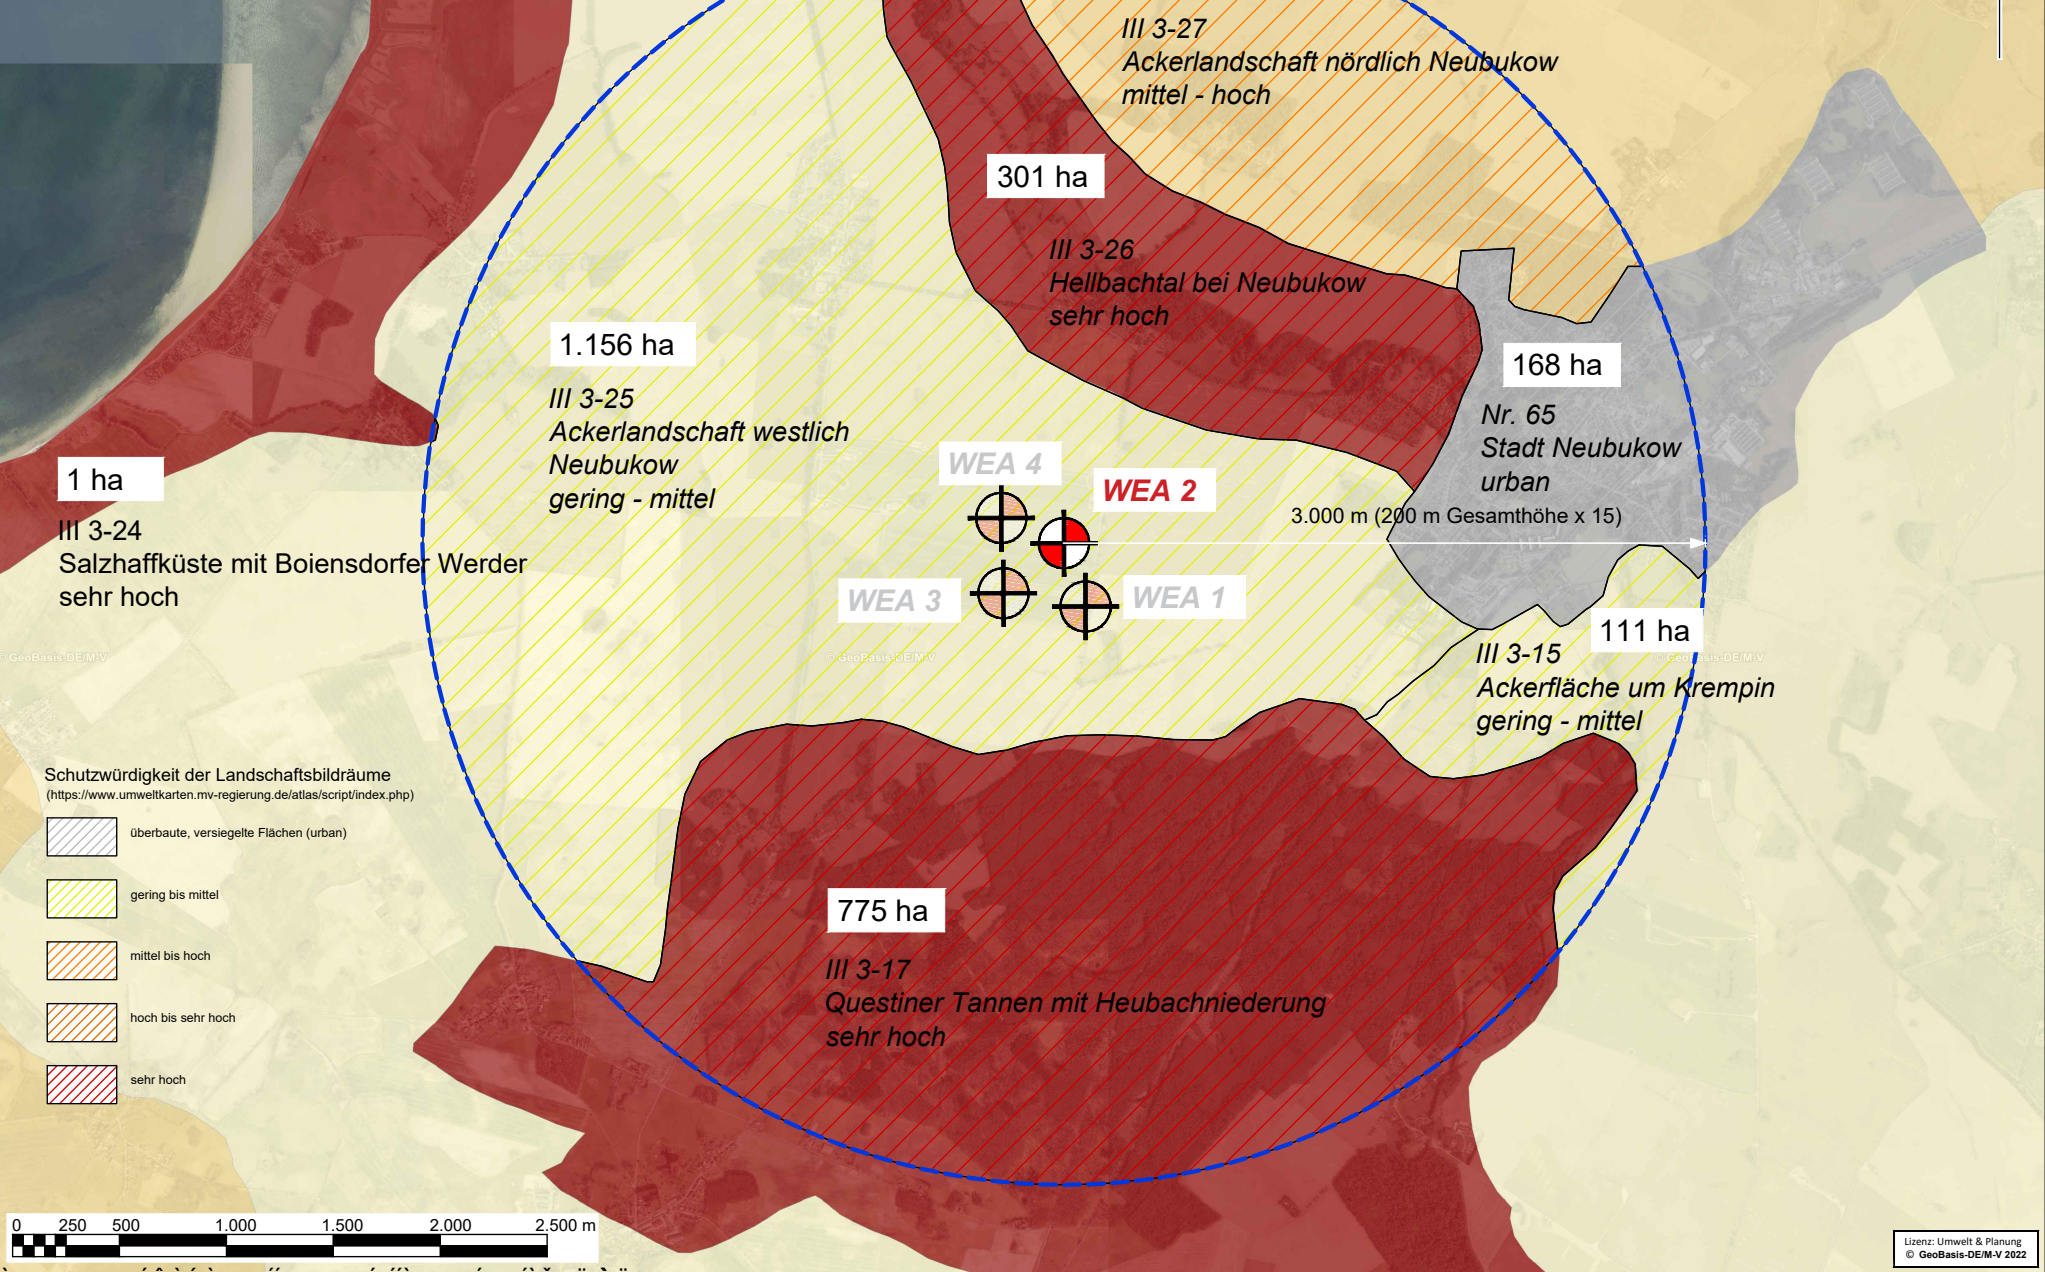 III 3-27
Ackerlandschaft nördlich Neubukow
mittel - hoch
301 ha
III 3-26
Hellbachtal bei Neubukow
sehr hoch
1.156 ha
III 3-25
Ackerlandschaft westlich
Neubukow
gering - mittel
168 ha
Nr. 65
Stadt Neubukow
urban
3.000 m (200 m Gesamthöhe x 15)
WEA 4
WEA 2
WEA 3
WEA 1
1 ha
III 3-24
Salzhaffküste mit Boiensdorfer Werder
sehr hoch
111 ha
III 3-15
Ackerfläche um Krempin
gering - mittel
© GeoBasis-DE/M-V
© GeoBasis-DE/M-V
© GeoBasis-DE/M-V
775 ha
III 3-17
Questiner Tannen mit Heubachniederung
sehr hoch
Schutzwürdigkeit der Landschaftsbildräume
(https://www.umweltkarten.mv-regierung.de/atlas/script/index.php)
überbaute, versiegelte Flächen (urban)
gering bis mittel
mittel bis hoch
hoch bis sehr hoch
sehr hoch
0 250 500 1.000 1.500 2.000 2.500 m
Lizenz: Umwelt & Planung
© GeoBasis-DE/M-V 2022